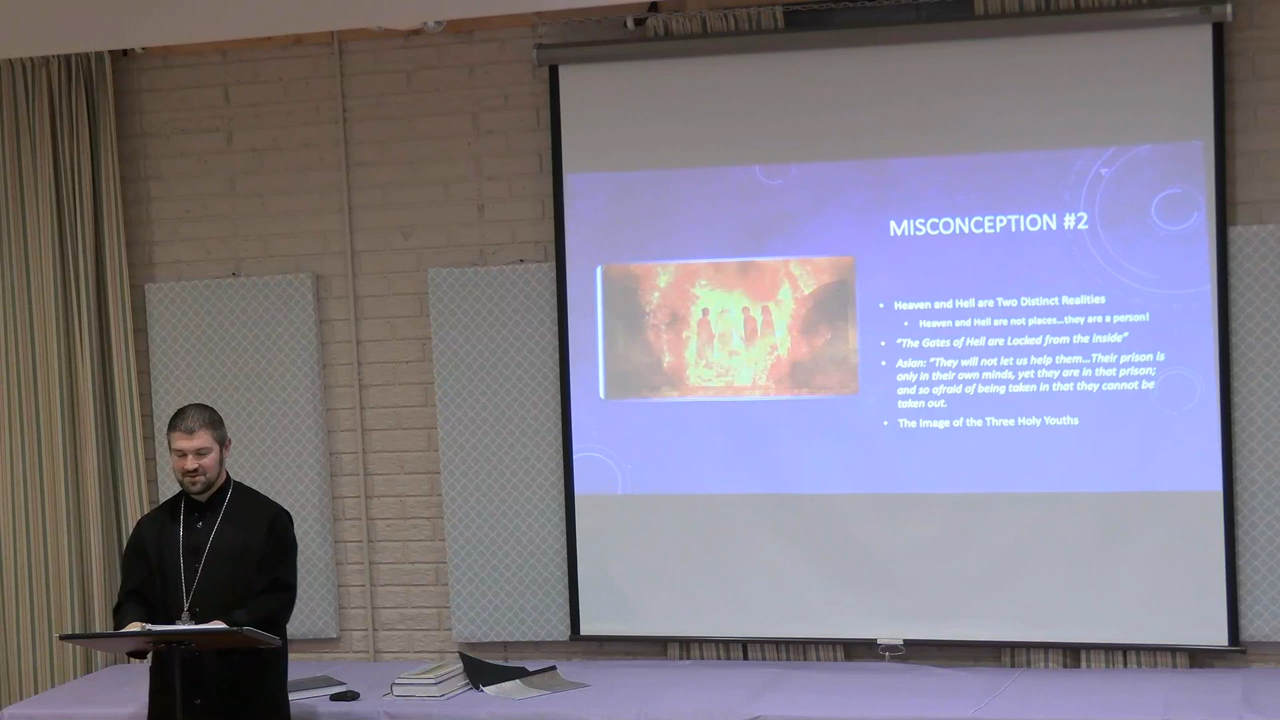 MISCONCEPTION #2
• Heaven and Hell are Two Distinct Realities
• Heaven and Hell are not places...they are a person!
• "The Gates of Hell are Locked from the inside"
• Aslan: "They will not let us help them...Their prison is
only in their own minds, yet they are in that prison;
and so afraid of being taken in that they cannot be
taken out.
• The Image of the Three Holy Youths